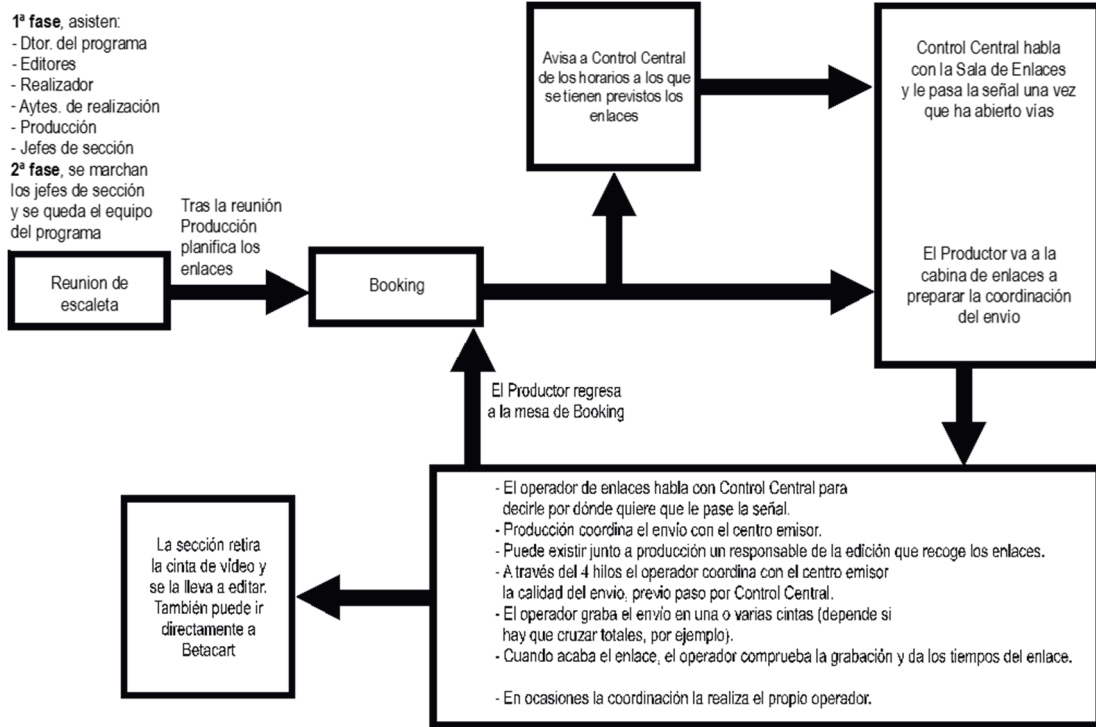 1ª fase, asisten:
- Dtor. del programa
- Editores
- Realizador
- Aytes. de realización
- Producción
- Jefes de sección
2ª fase, se marchan
los jefes de sección
y se queda el equipo
del programa
Reunion de
escaleta
Tras la reunión
Producción
planifica los
enlaces
Booking
Avisa a Control Central
de los horarios a los que
se tienen previstos los
enlaces
Control Central habla
con la Sala de Enlaces
y le pasa la señal una vez
que ha abierto vías
El Productor va a la
cabina de enlaces a
preparar la coordinación
del envio
El Productor regresa
a la mesa de Booking
- El operador de enlaces habla con Control Central para
decirle por dónde quiere que le pase la señal.
- Producción coordina el envío con el centro emisor.
- Puede existir junto a producción un responsable de la edición que recoge los enlaces.
- A través del 4 hilos el operador coordina con el centro emisor
la calidad del envio, previo paso por Control Central.
- El operador graba el envío en una o varias cintas (depende si
hay que cruzar totales, por ejemplo).
- Cuando acaba el enlace, el operador comprueba la grabación y da los tiempos del enlace.
- En ocasiones la coordinación la realiza el propio operador.
La sección retira
la cinta de vídeo y
se la lleva a editar.
También puede ir
directamente a
Betacart